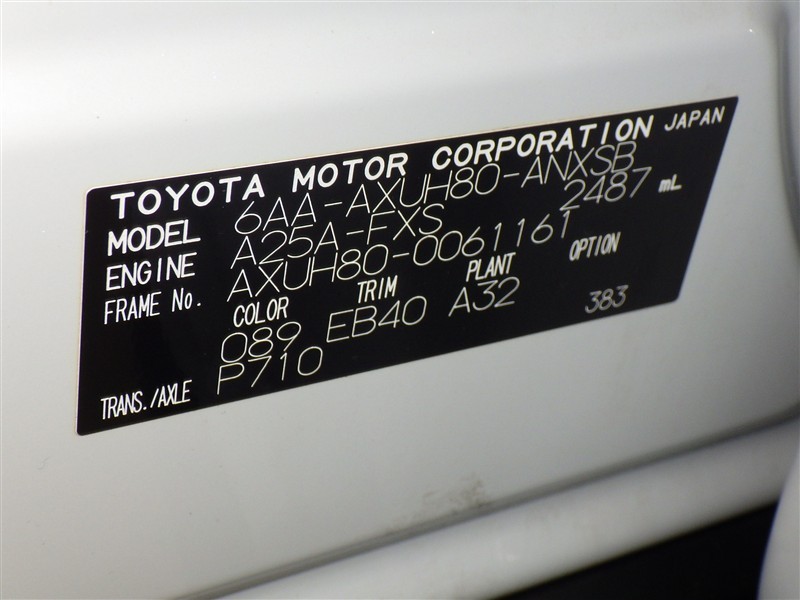 TOYOTA MOTOR CORPORATION JAPAN
MODEL 6AA-AXUH80-ANXSB
ENGINE A25A-FXS 2487 mL
FRAME No. AXUH80-0061161
COLOR TRIM PLANT OPTION
089 EB40 A32 383
TRANS./AXLE P710